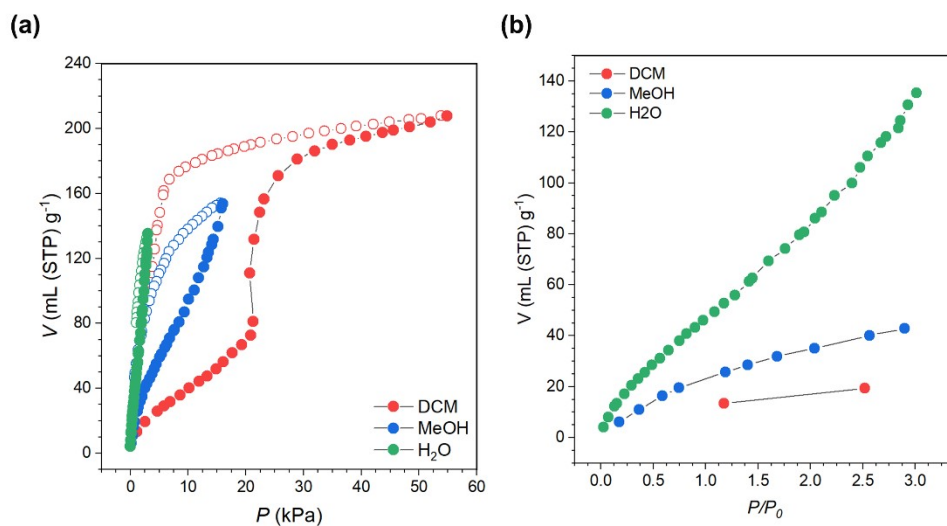 (a)
V (mL (STP) g⁻¹)
240
200
160
120
80
40
0
DCM
MeOH
H₂O
0 10 20 30 40 50 60
P (kPa)
(b)
V (mL (STP) g⁻¹)
140
120
100
80
60
40
20
0
DCM
MeOH
H2O
0.0 0.5 1.0 1.5 2.0 2.5 3.0
P/P₀